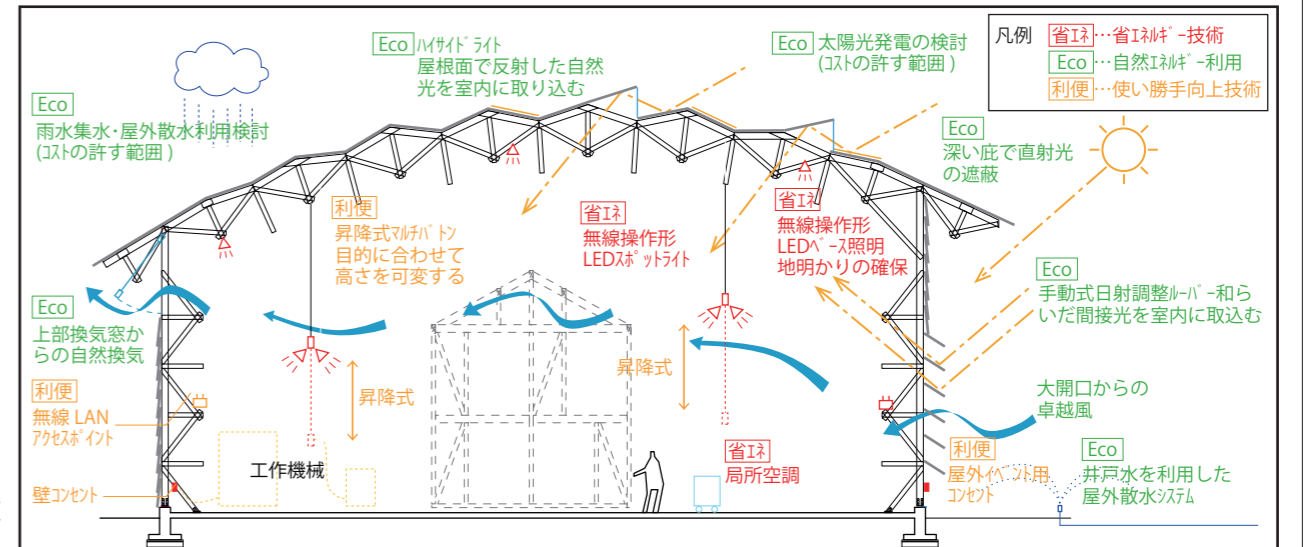 凡例
省エネ…省エネルギー技術
Eco…自然エネルギー利用
利便…使い勝手向上技術
Eco ハイサイドライト
屋根面で反射した自然
光を室内に取り込む
Eco 太陽光発電の検討
(コストの許す範囲)
Eco
雨水集水・屋外散水利用検討
(コストの許す範囲)
Eco
深い庇で直射光
の遮蔽
利便
昇降式マルチバトン
目的に合わせて
高さを可変する
省エネ
無線操作形
LEDスポットライト
省エネ
無線操作形
LEDベース照明
地明かりの確保
Eco
手動式日射調整ルーバー和ら
いだ間接光を室内に取込む
Eco
上部換気窓か
らの自然換気
昇降式
昇降式
利便
無線 LAN
アクセスポイント
大開口からの
卓越風
工作機械
壁コンセント
省エネ
局所空調
利便
屋外イベント用
コンセント
Eco
井戸水を利用した
屋外散水システム